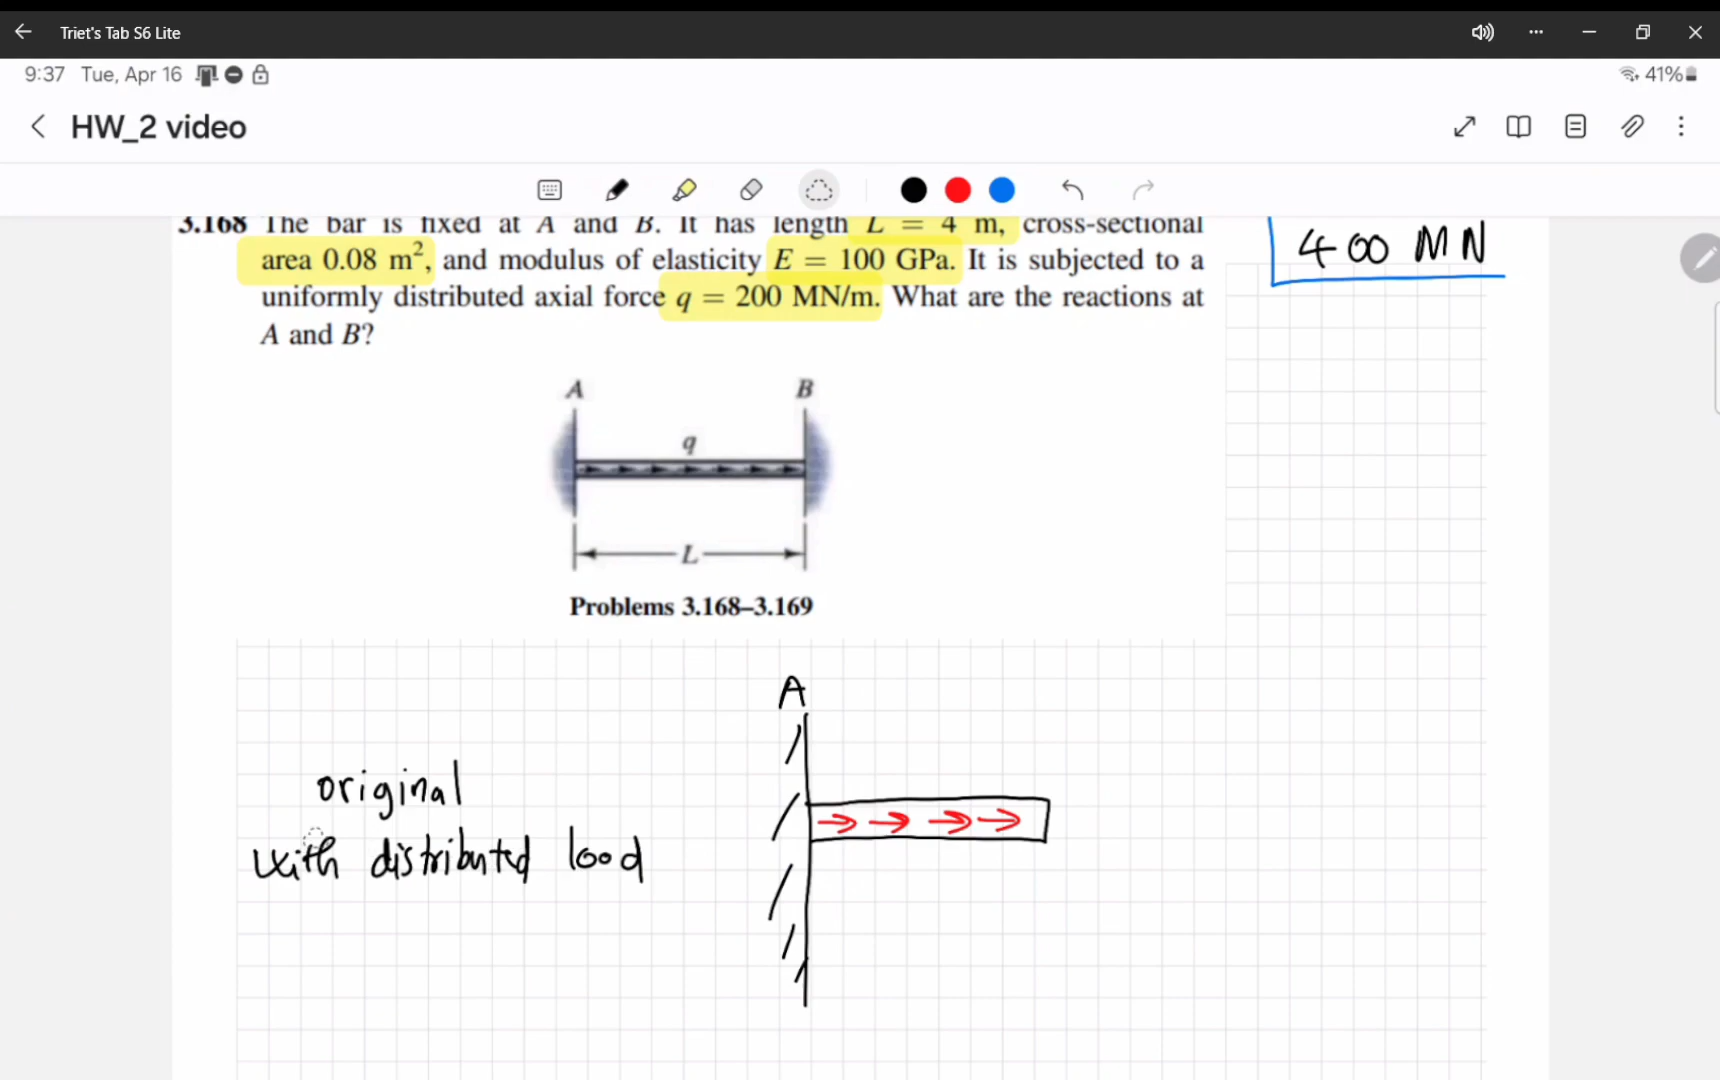 Triet's Tab S6 Lite
9:37 Tue, Apr 16
41%
HW_2 video
3.168 The bar is fixed at A and B. It has length L = 4 m, cross-sectional
area 0.08 m², and modulus of elasticity E = 100 GPa. It is subjected to a
uniformly distributed axial force q = 200 MN/m. What are the reactions at
A and B?
400 MN
A B
q
L
Problems 3.168–3.169
A
original
with distributed load